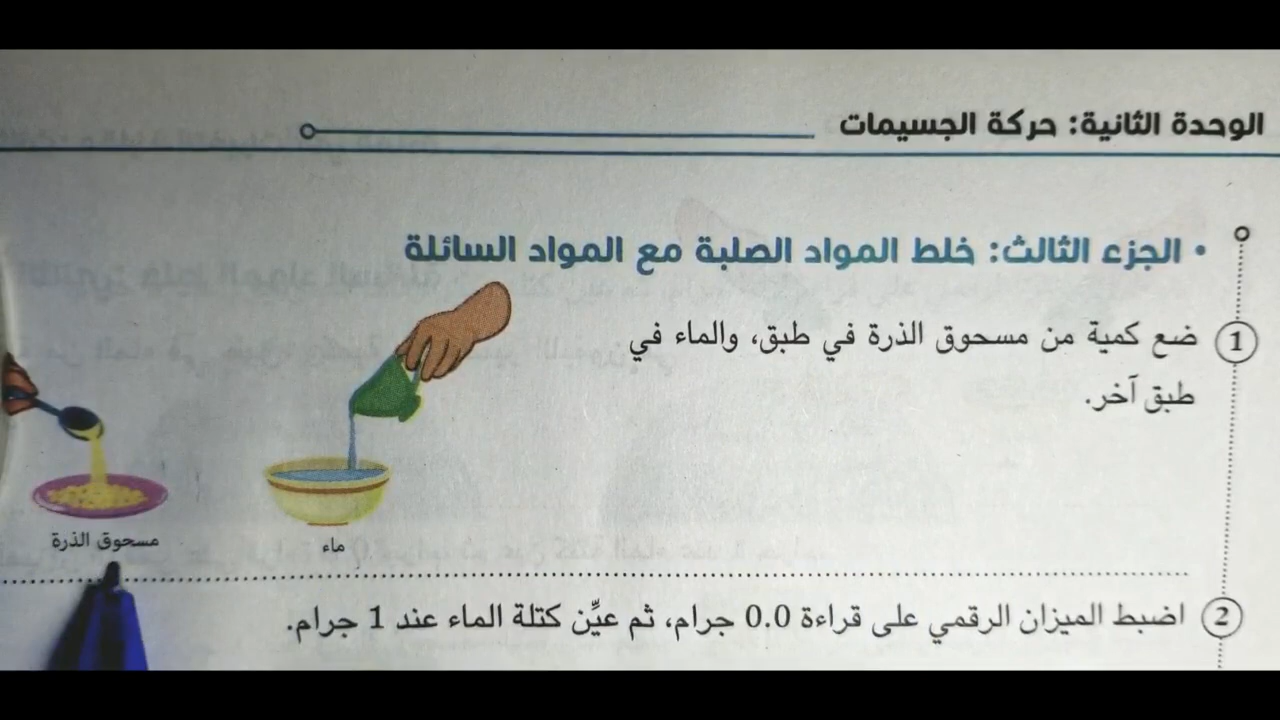 الوحدة الثانية: حركة الجسيمات
• الجزء الثالث: خلط المواد الصلبة مع المواد السائلة
1 ضع كمية من مسحوق الذرة في طبق، والماء في
طبق آخر.
ماء
مسحوق الذرة
2 اضبط الميزان الرقمي على قراءة 0.0 جرام، ثم عيِّن كتلة الماء عند 1 جرام.